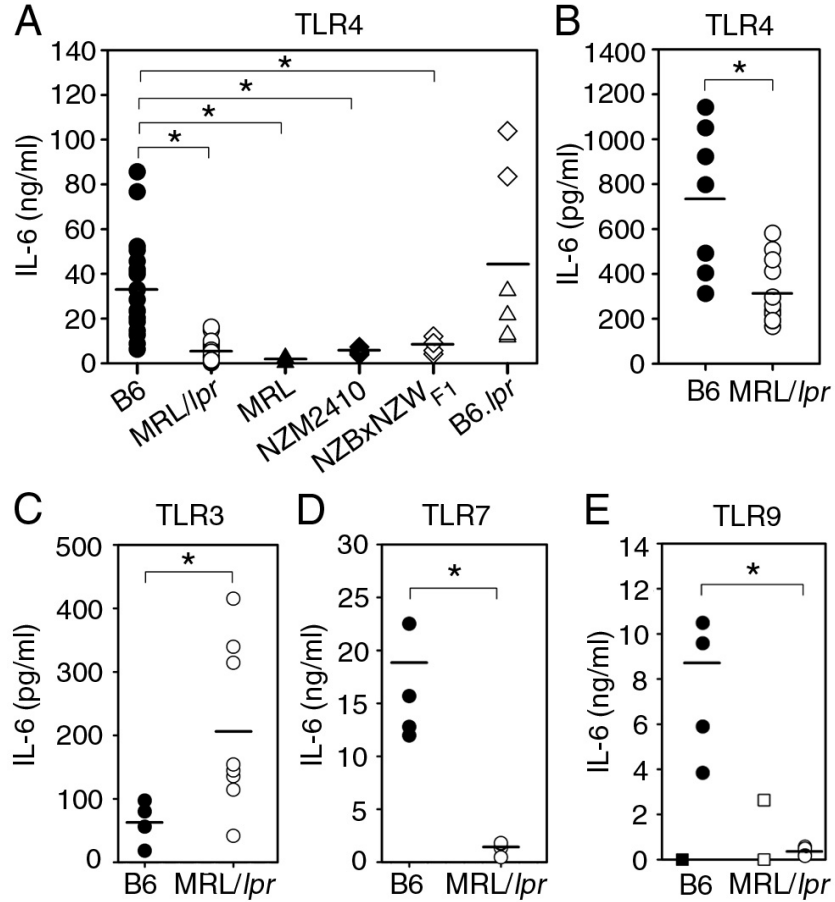 A
TLR4
IL-6 (ng/ml)
140
120
100
80
60
40
20
0
*
*
*
*
B6
MRL/lpr
MRL
NZM2410
NZBxNZW F1
B6.lpr
B
TLR4
IL-6 (pg/ml)
1400
1200
1000
800
600
400
200
0
*
B6 MRL/lpr
C
TLR3
IL-6 (pg/ml)
500
400
300
200
100
0
*
B6 MRL/lpr
D
TLR7
IL-6 (ng/ml)
30
25
20
15
10
5
0
*
B6 MRL/lpr
E
TLR9
IL-6 (ng/ml)
14
12
10
8
6
4
2
0
*
B6 MRL/lpr